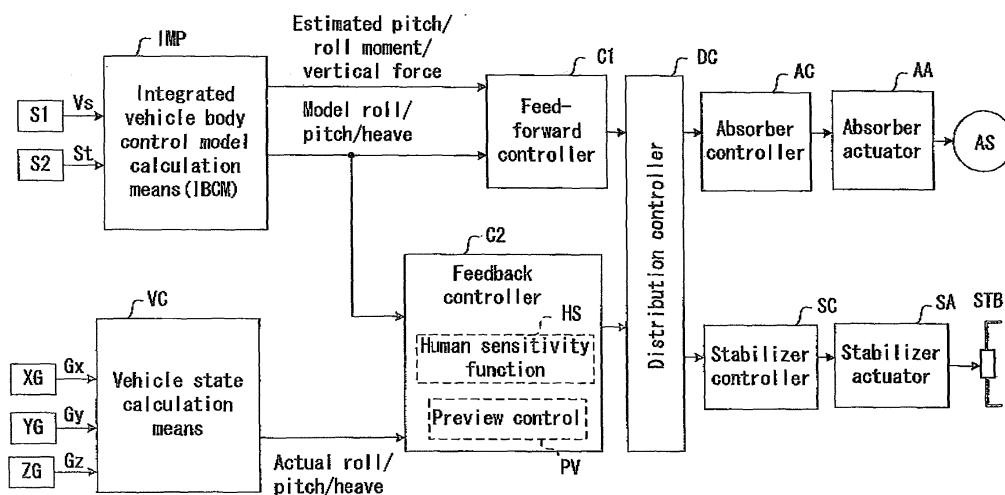 IMP
Integrated
vehicle body
control model
calculation
means(IBCM)
S1
Vs
S2
St
Estimated pitch/
roll moment/
vertical force
Model roll/
pitch/heave
C1
Feed-
forward
controller
DC
Distribution controller
AC
Absorber
controller
AA
Absorber
actuator
AS
C2
Feedback
controller
HS
Human sensitivity
function
Preview control
PV
VC
Vehicle state
calculation
means
XG
Gx
YG
Gy
ZG
Gz
Actual roll/
pitch/heave
SC
Stabilizer
controller
SA
Stabilizer
actuator
STB